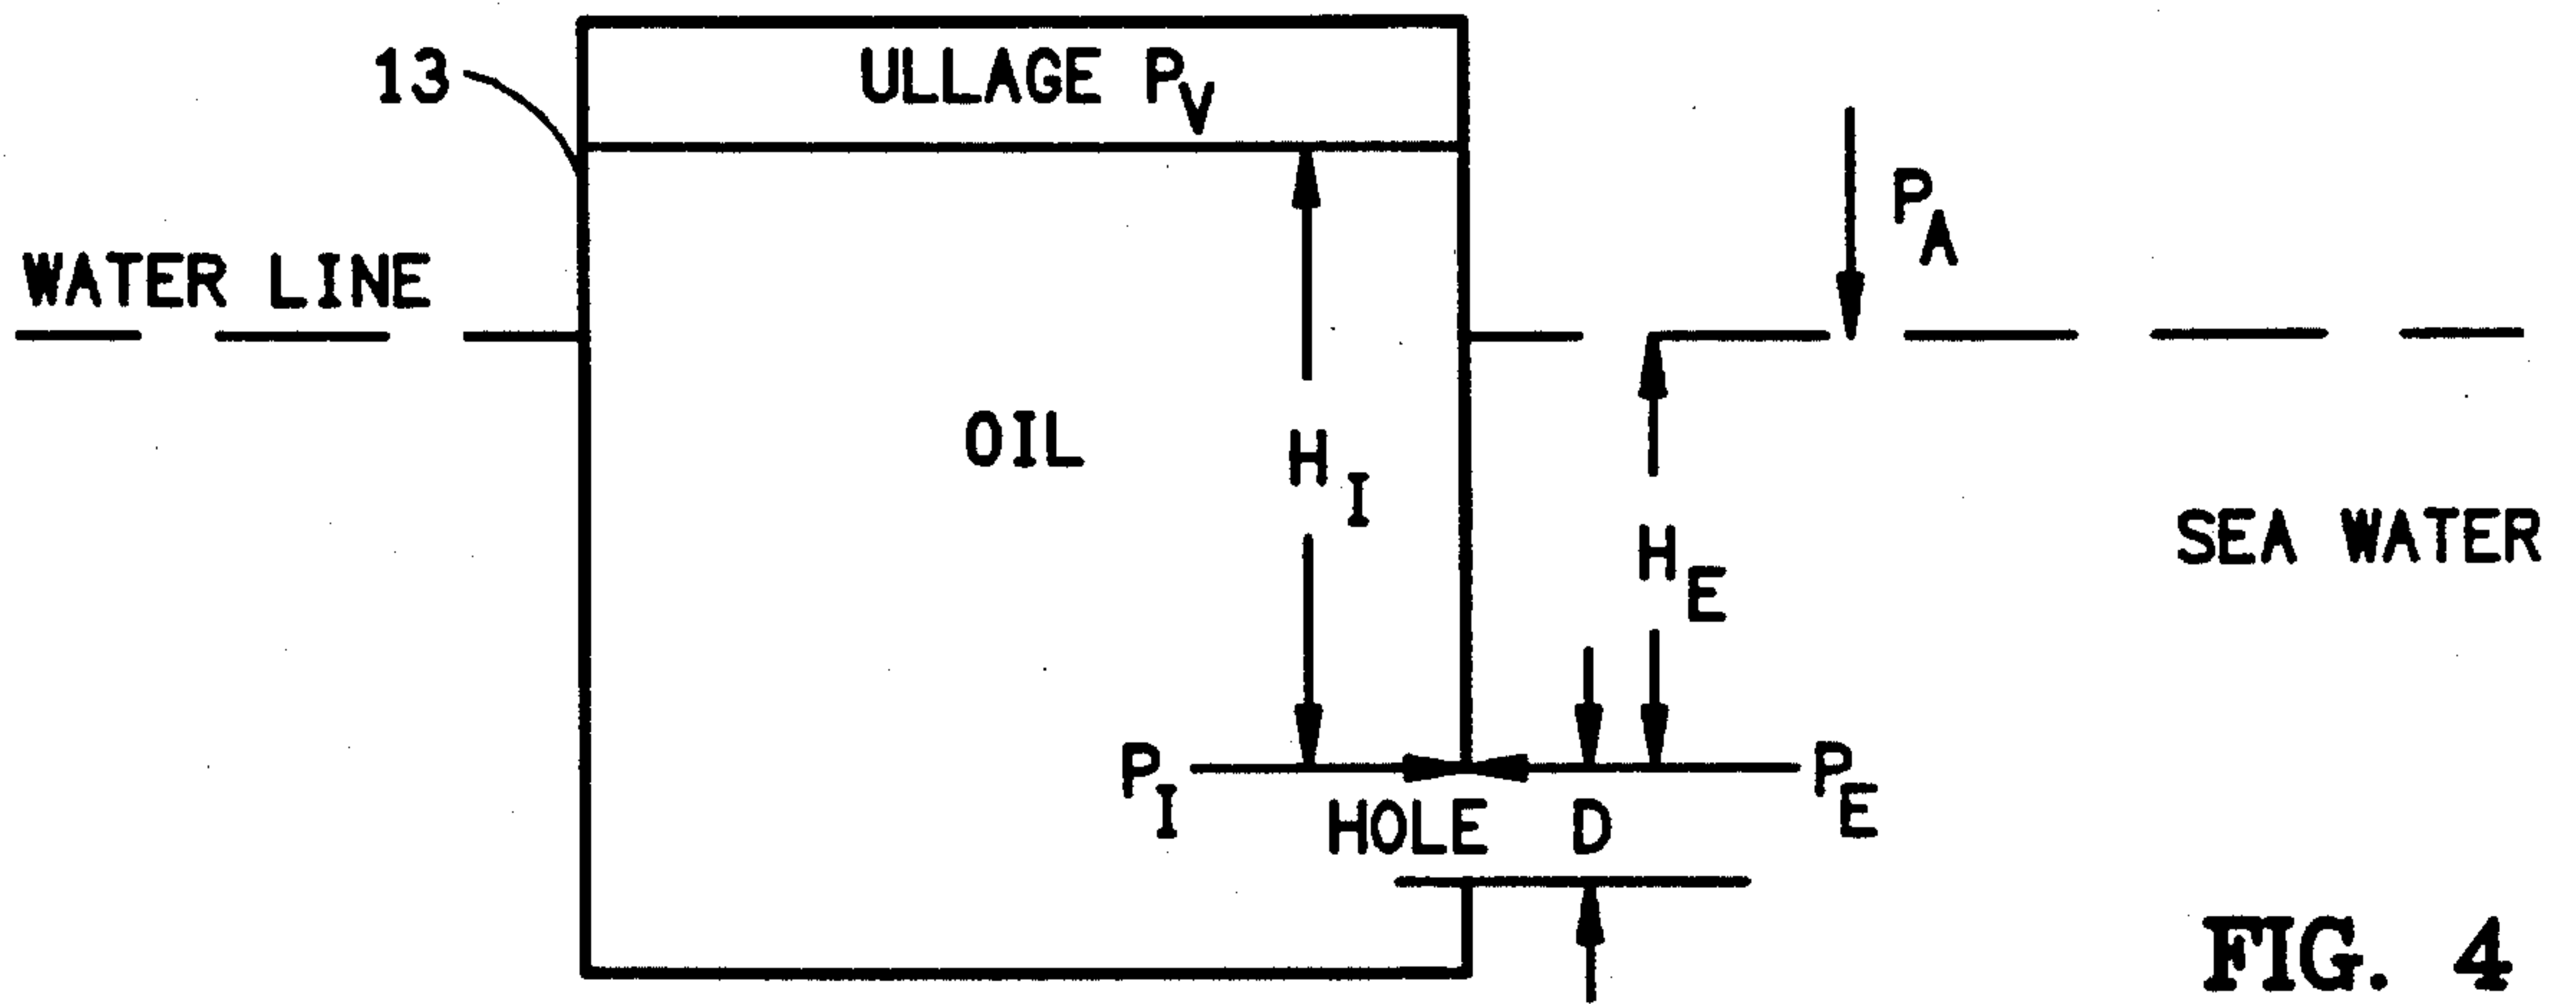 13
ULLAGE P_V
P_A
WATER LINE
OIL
H_I
H_E
SEA WATER
P_I
P_E
HOLE D
FIG. 4